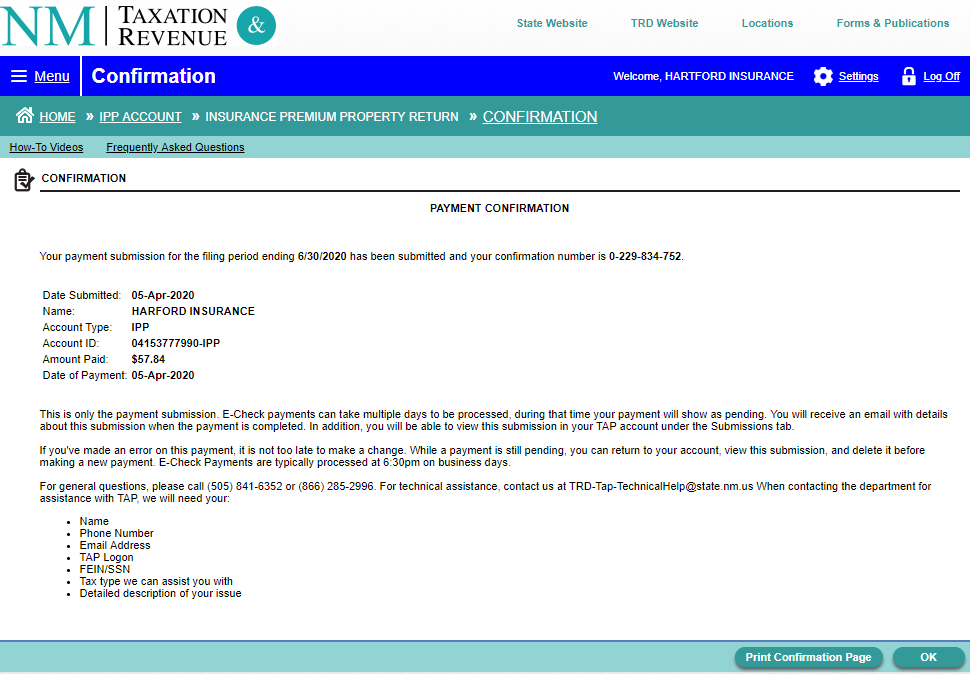 NM TAXATION & REVENUE
State Website TRD Website Locations Forms & Publications
Menu Confirmation Welcome, HARTFORD INSURANCE Settings Log Off
HOME » IPP ACCOUNT » INSURANCE PREMIUM PROPERTY RETURN » CONFIRMATION
How-To Videos Frequently Asked Questions
CONFIRMATION
PAYMENT CONFIRMATION
Your payment submission for the filing period ending 6/30/2020 has been submitted and your confirmation number is 0-229-834-752.
Date Submitted: 05-Apr-2020
Name: HARFORD INSURANCE
Account Type: IPP
Account ID: 04153777990-IPP
Amount Paid: $57.84
Date of Payment: 05-Apr-2020
This is only the payment submission. E-Check payments can take multiple days to be processed, during that time your payment will show as pending. You will receive an email with details
about this submission when the payment is completed. In addition, you will be able to view this submission in your TAP account under the Submissions tab.
If you've made an error on this payment, it is not too late to make a change. While a payment is still pending, you can return to your account, view this submission, and delete it before
making a new payment. E-Check Payments are typically processed at 6:30pm on business days.
For general questions, please call (505) 841-6352 or (866) 285-2996. For technical assistance, contact us at TRD-Tap-TechnicalHelp@state.nm.us When contacting the department for
assistance with TAP, we will need your:
• Name
• Phone Number
• Email Address
• TAP Logon
• FEIN/SSN
• Tax type we can assist you with
• Detailed description of your issue
Print Confirmation Page OK